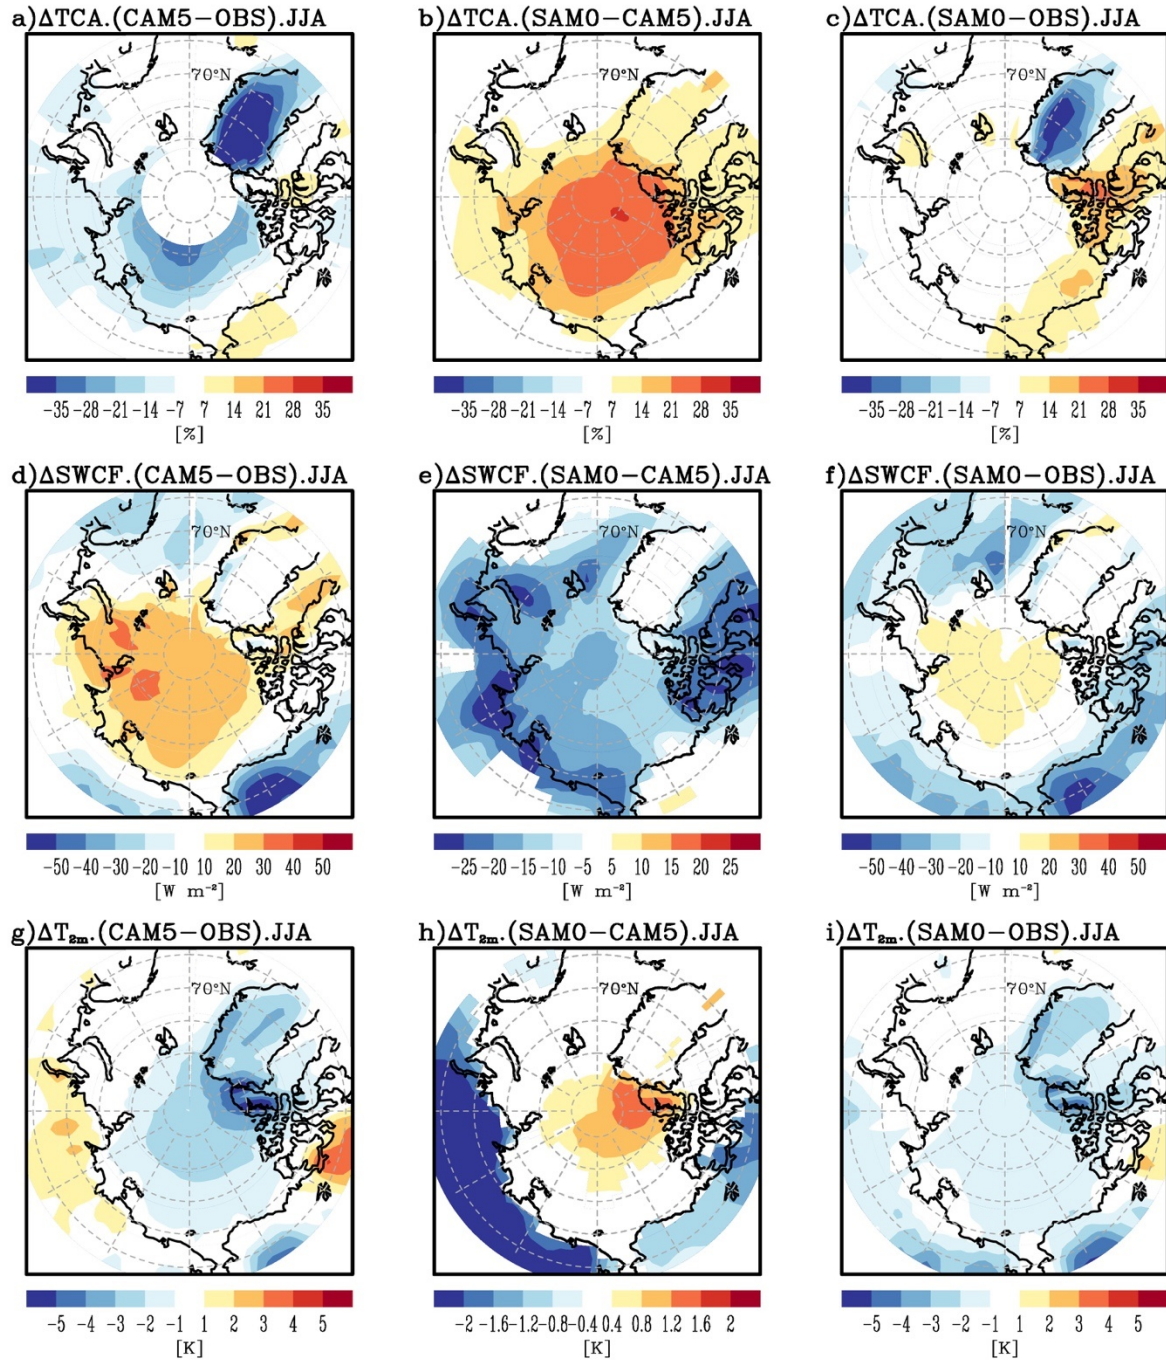 a)ΔTCA.(CAM5−OBS).JJA
b)ΔTCA.(SAM0−CAM5).JJA
c)ΔTCA.(SAM0−OBS).JJA
70°N
70°N
70°N
−35 −28 −21 −14 −7 7 14 21 28 35
−35 −28 −21 −14 −7 7 14 21 28 35
−35 −28 −21 −14 −7 7 14 21 28 35
[%]
[%]
[%]
d)ΔSWCF.(CAM5−OBS).JJA
e)ΔSWCF.(SAM0−CAM5).JJA
f)ΔSWCF.(SAM0−OBS).JJA
70°N
70°N
70°N
−50 −40 −30 −20 −10 10 20 30 40 50
−25 −20 −15 −10 −5 5 10 15 20 25
−50 −40 −30 −20 −10 10 20 30 40 50
[W m⁻²]
[W m⁻²]
[W m⁻²]
g)ΔT₂ₘ.(CAM5−OBS).JJA
h)ΔT₂ₘ.(SAM0−CAM5).JJA
i)ΔT₂ₘ.(SAM0−OBS).JJA
70°N
70°N
70°N
−5 −4 −3 −2 −1 1 2 3 4 5
−2 −1.6 −1.2 −0.8 −0.4 0.4 0.8 1.2 1.6 2
−5 −4 −3 −2 −1 1 2 3 4 5
[K]
[K]
[K]